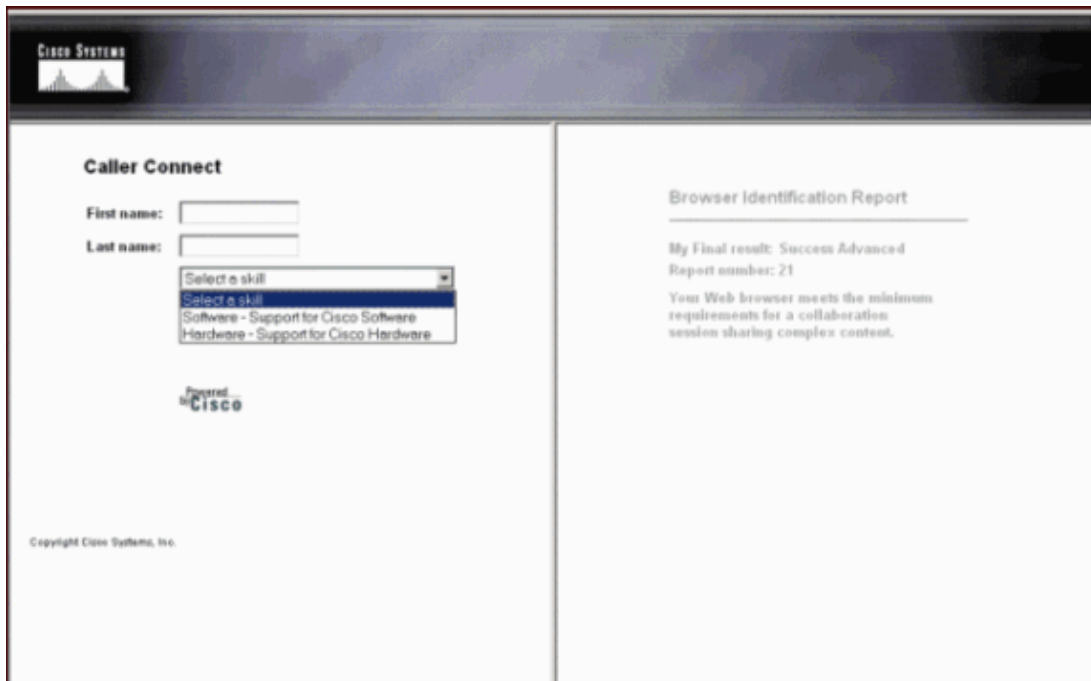 CISCO SYSTEMS
Caller Connect
First name:
Last name:
Select a skill
Select a skill
Software - Support for Cisco Software
Hardware - Support for Cisco Hardware
Powered
by Cisco
Copyright Cisco Systems, Inc.
Browser Identification Report
My Final result: Success Advanced
Report number: 21
Your Web browser meets the minimum
requirements for a collaboration
session sharing complex content.